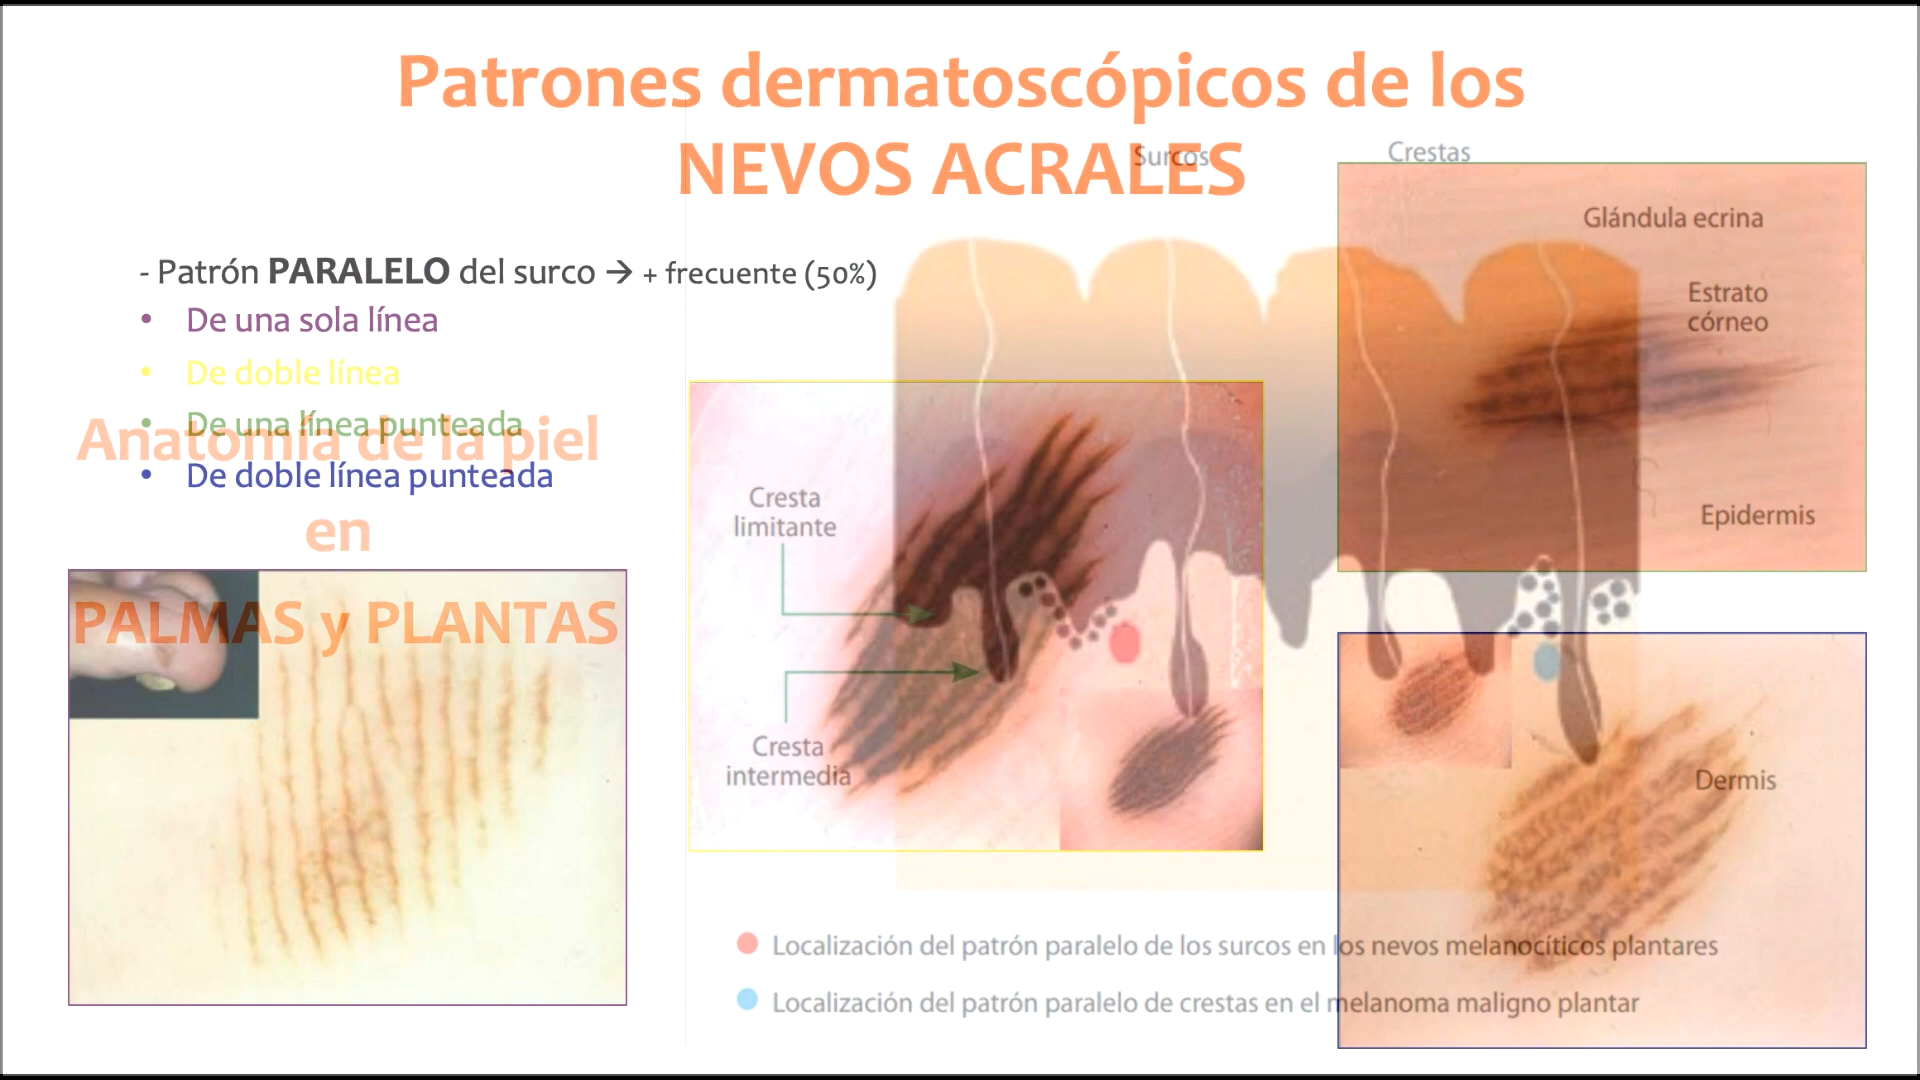 Patrones dermatoscópicos de los
NEVOS ACRALES
- Patrón PARALELO del surco → + frecuente (50%)
• De una sola línea
• De doble línea
• De una línea punteada
• De doble línea punteada
Anatomía de la piel
en
PALMAS y PLANTAS
Surcos
Crestas
Glándula ecrina
Estrato
córneo
Epidermis
Dermis
Cresta
limitante
Cresta
intermedia
Localización del patrón paralelo de los surcos en los nevos melanocíticos plantares
Localización del patrón paralelo de crestas en el melanoma maligno plantar